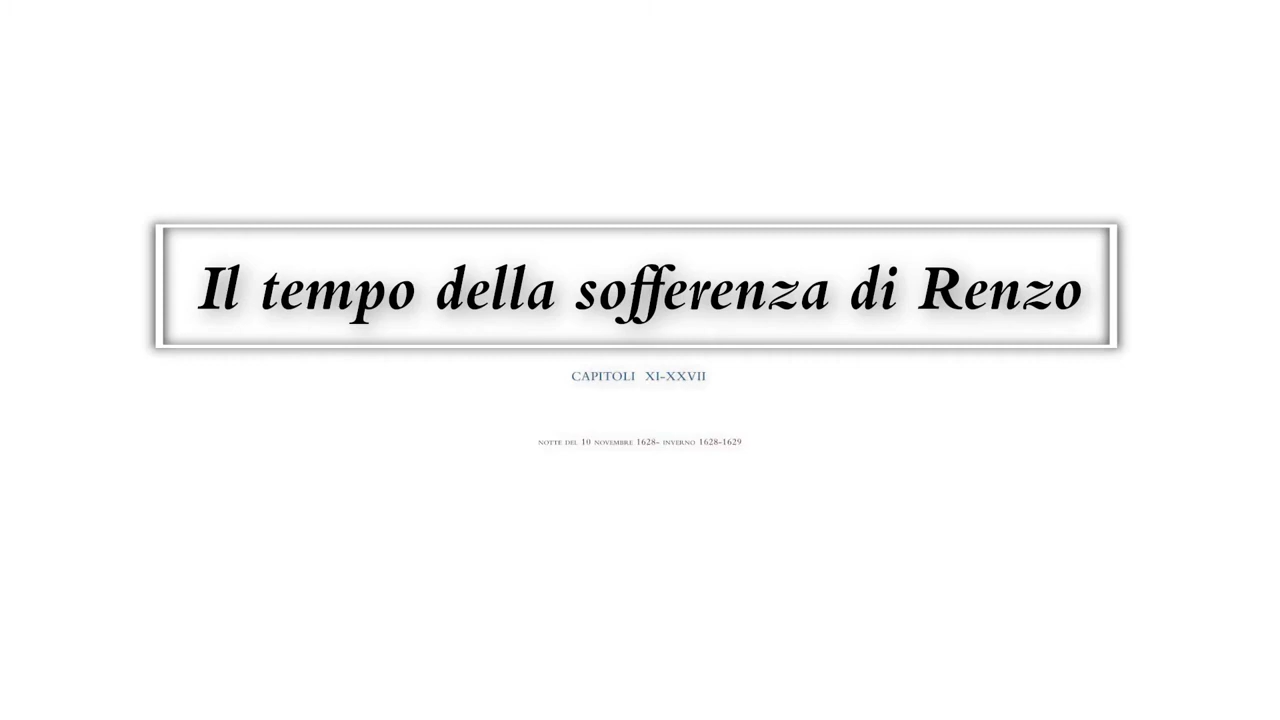 Il tempo della sofferenza di Renzo
CAPITOLI XI-XXVII
NOTTE DEL 10 NOVEMBRE 1628- INVERNO 1628-1629